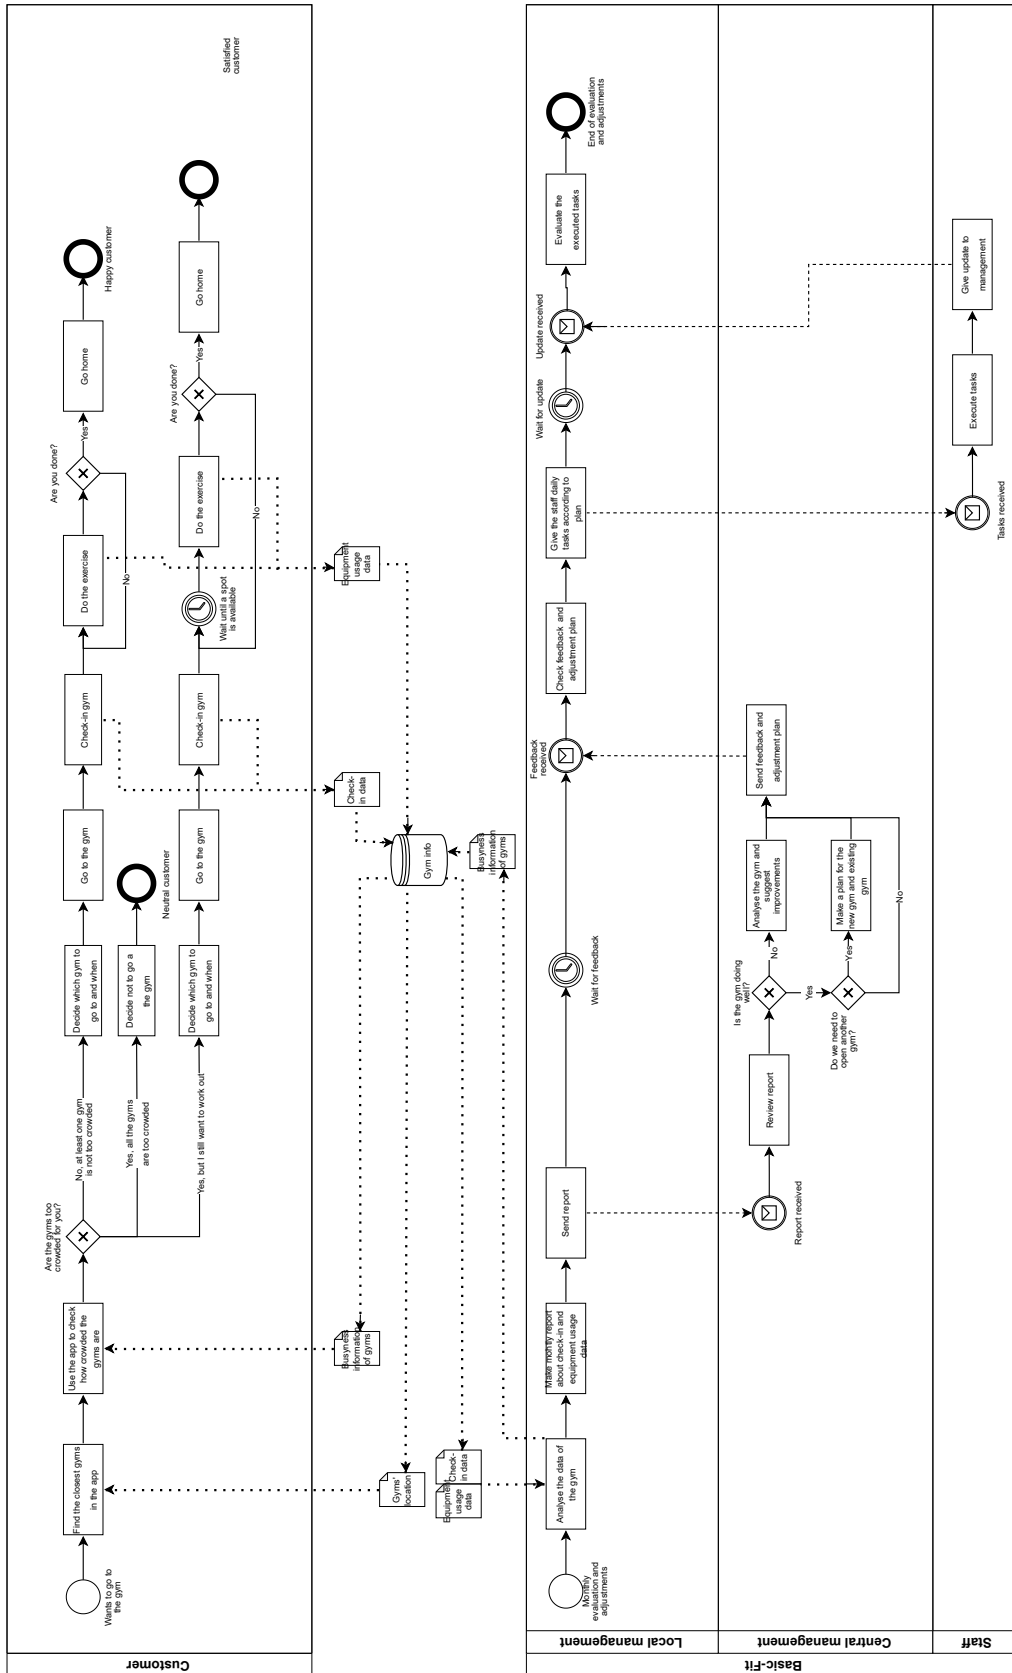 Customer
Wants to go to
the gym
Find the closest gyms
in the app
Use the app to check
how crowded the
gyms are
Are the gyms too
crowded for you?
No, at least one gym
is not too crowded
Yes, all the gyms
are too crowded
Yes, but I still want to work out
Decide which gym to
go to and when
Decide not to go a
the gym
Decide which gym to
go to and when
Go to the gym
Neutral customer
Go to the gym
Check-in gym
Check-in gym
Do the exercise
Wait until a spot
is available
Do the exercise
Are you done?
No
Yes
Go home
Happy customer
Are you done?
No
Yes
Go home
Satisfied
customer
Gyms'
location
Equipment
usage
data
Check-
in data
Busyness
information
of gyms
Gym info
Busyness
information
of gyms
Check-
in data
Equipment
usage
data
Basic-Fit
Local management
Monthly
evaluation and
adjustments
Analyse the data of
the gym
Make montly report
about check-in and
equipment usage
data
Send report
Wait for feedback
Feedback
received
Check feedback and
adjustment plan
Give the staff daily
tasks according to
plan
Wait for update
Update received
Evaluate the
executed tasks
End of evaluation
and adjustments
Central management
Report received
Review report
Is the gym doing
well?
No
Yes
Do we need to
open another
gym?
Yes
No
Analyse the gym and
suggest
improvements
Make a plan for the
new gym and existing
gym
Send feedback and
adjustment plan
Staff
Tasks received
Execute tasks
Give update to
management